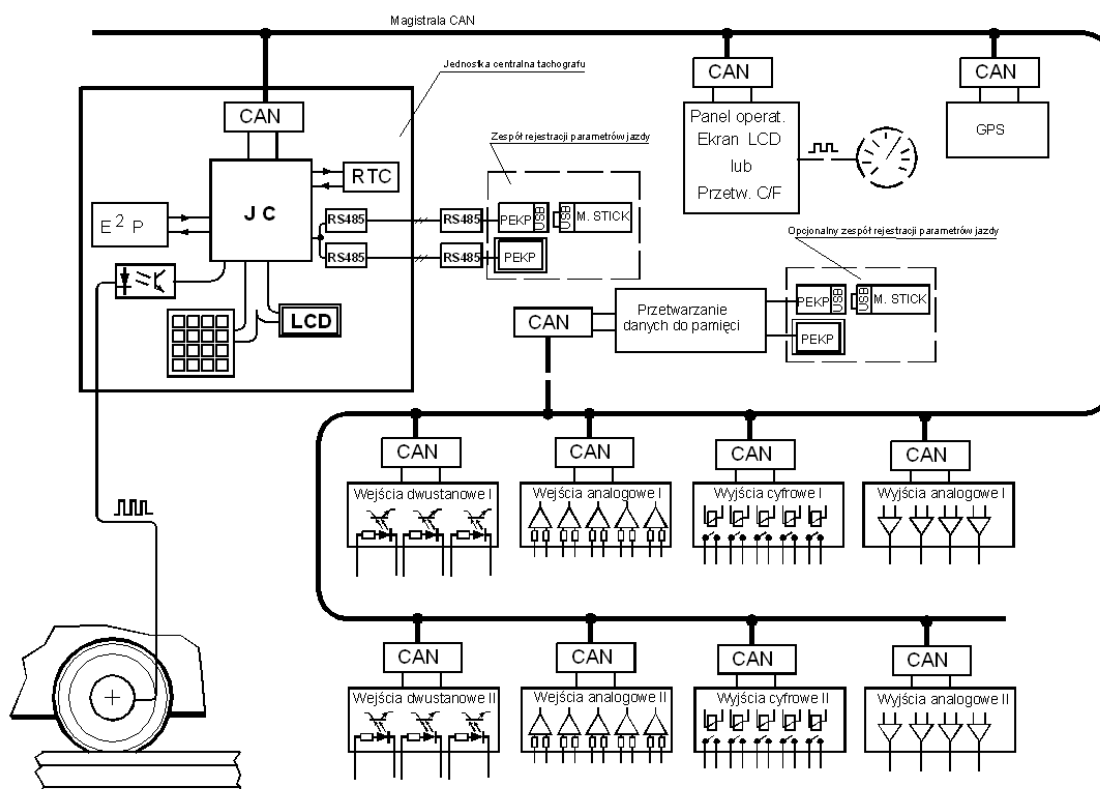 Magistrala CAN
Jednostka centralna tachografu
CAN
CAN
CAN
Zespół rejestracji parametrów jazdy
Panel operat.
Ekran LCD
lub
Przetw. C/F
GPS
RTC
J C
E² P
RS485
RS485
PEKP
USB
USB
M. STICK
RS485
RS485
PEKP
Opcjonalny zespół rejestracji parametrów jazdy
LCD
CAN
Przetwarzanie
danych do pamięci
PEKP
USB
USB
M. STICK
PEKP
CAN
CAN
CAN
CAN
Wejścia dwustanowe I
Wejścia analogowe I
Wyjścia cyfrowe I
Wyjścia analogowe I
CAN
CAN
CAN
CAN
Wejścia dwustanowe II
Wejścia analogowe II
Wyjścia cyfrowe II
Wyjścia analogowe II